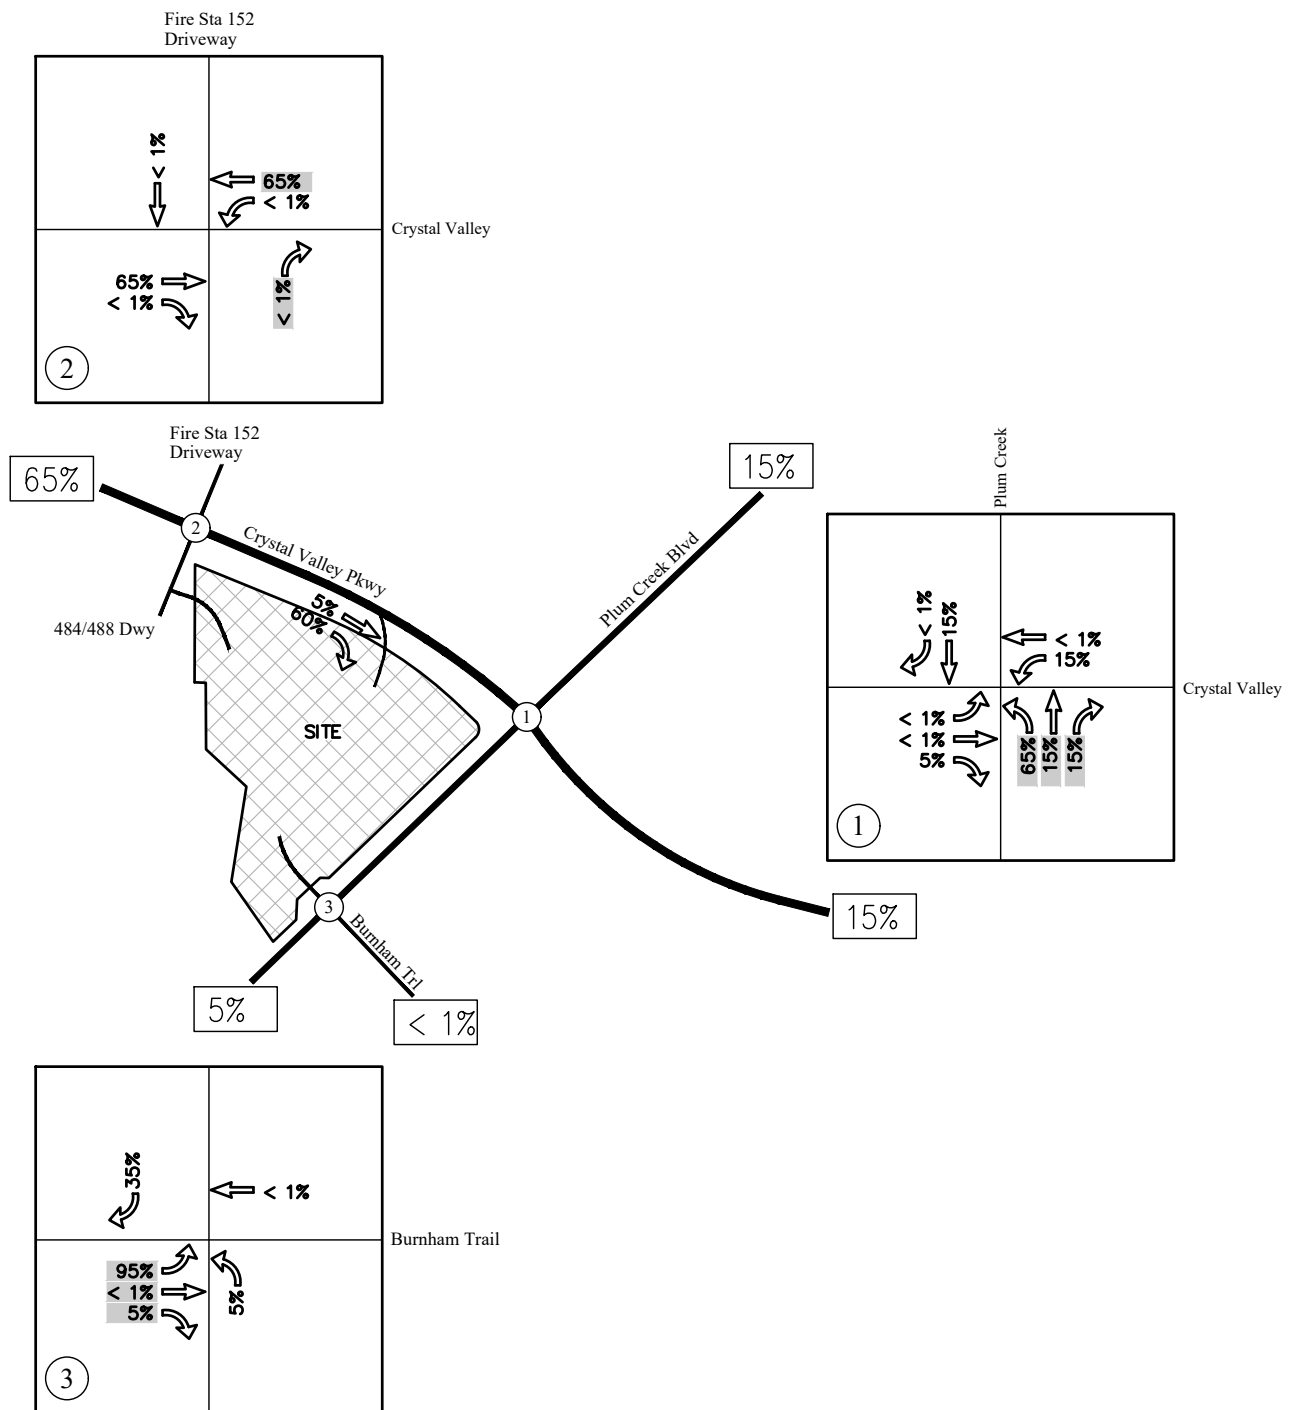 Fire Sta 152
Driveway
< 1%
65%
< 1%
Crystal Valley
65%
< 1%
< 1%
2
Fire Sta 152
Driveway
65%
2
Crystal Valley Pkwy
484/488 Dwy
5%
60%
SITE
15%
Plum Creek Blvd
1
15%
3
Burnham Trl
5%
< 1%
Plum Creek
< 1%
15%
< 1%
15%
Crystal Valley
< 1%
< 1%
5%
65%
15%
15%
1
35%
< 1%
Burnham Trail
95%
< 1%
5%
5%
3